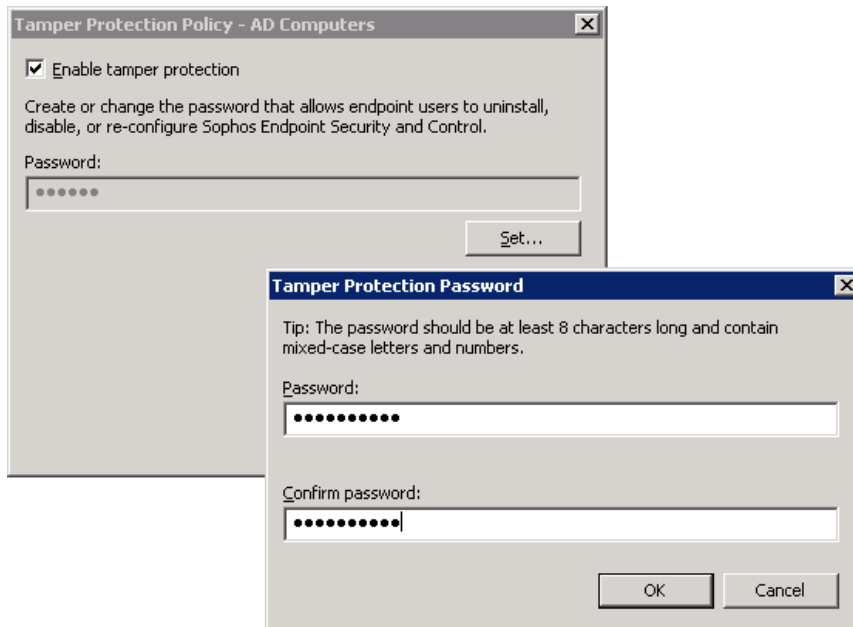 Tamper Protection Policy - AD Computers
Enable tamper protection
Create or change the password that allows endpoint users to uninstall,
disable, or re-configure Sophos Endpoint Security and Control.
Password:
●●●●●●
Set...
Tamper Protection Password
Tip: The password should be at least 8 characters long and contain
mixed-case letters and numbers.
Password:
●●●●●●●●●●
Confirm password:
●●●●●●●●●●
OK Cancel